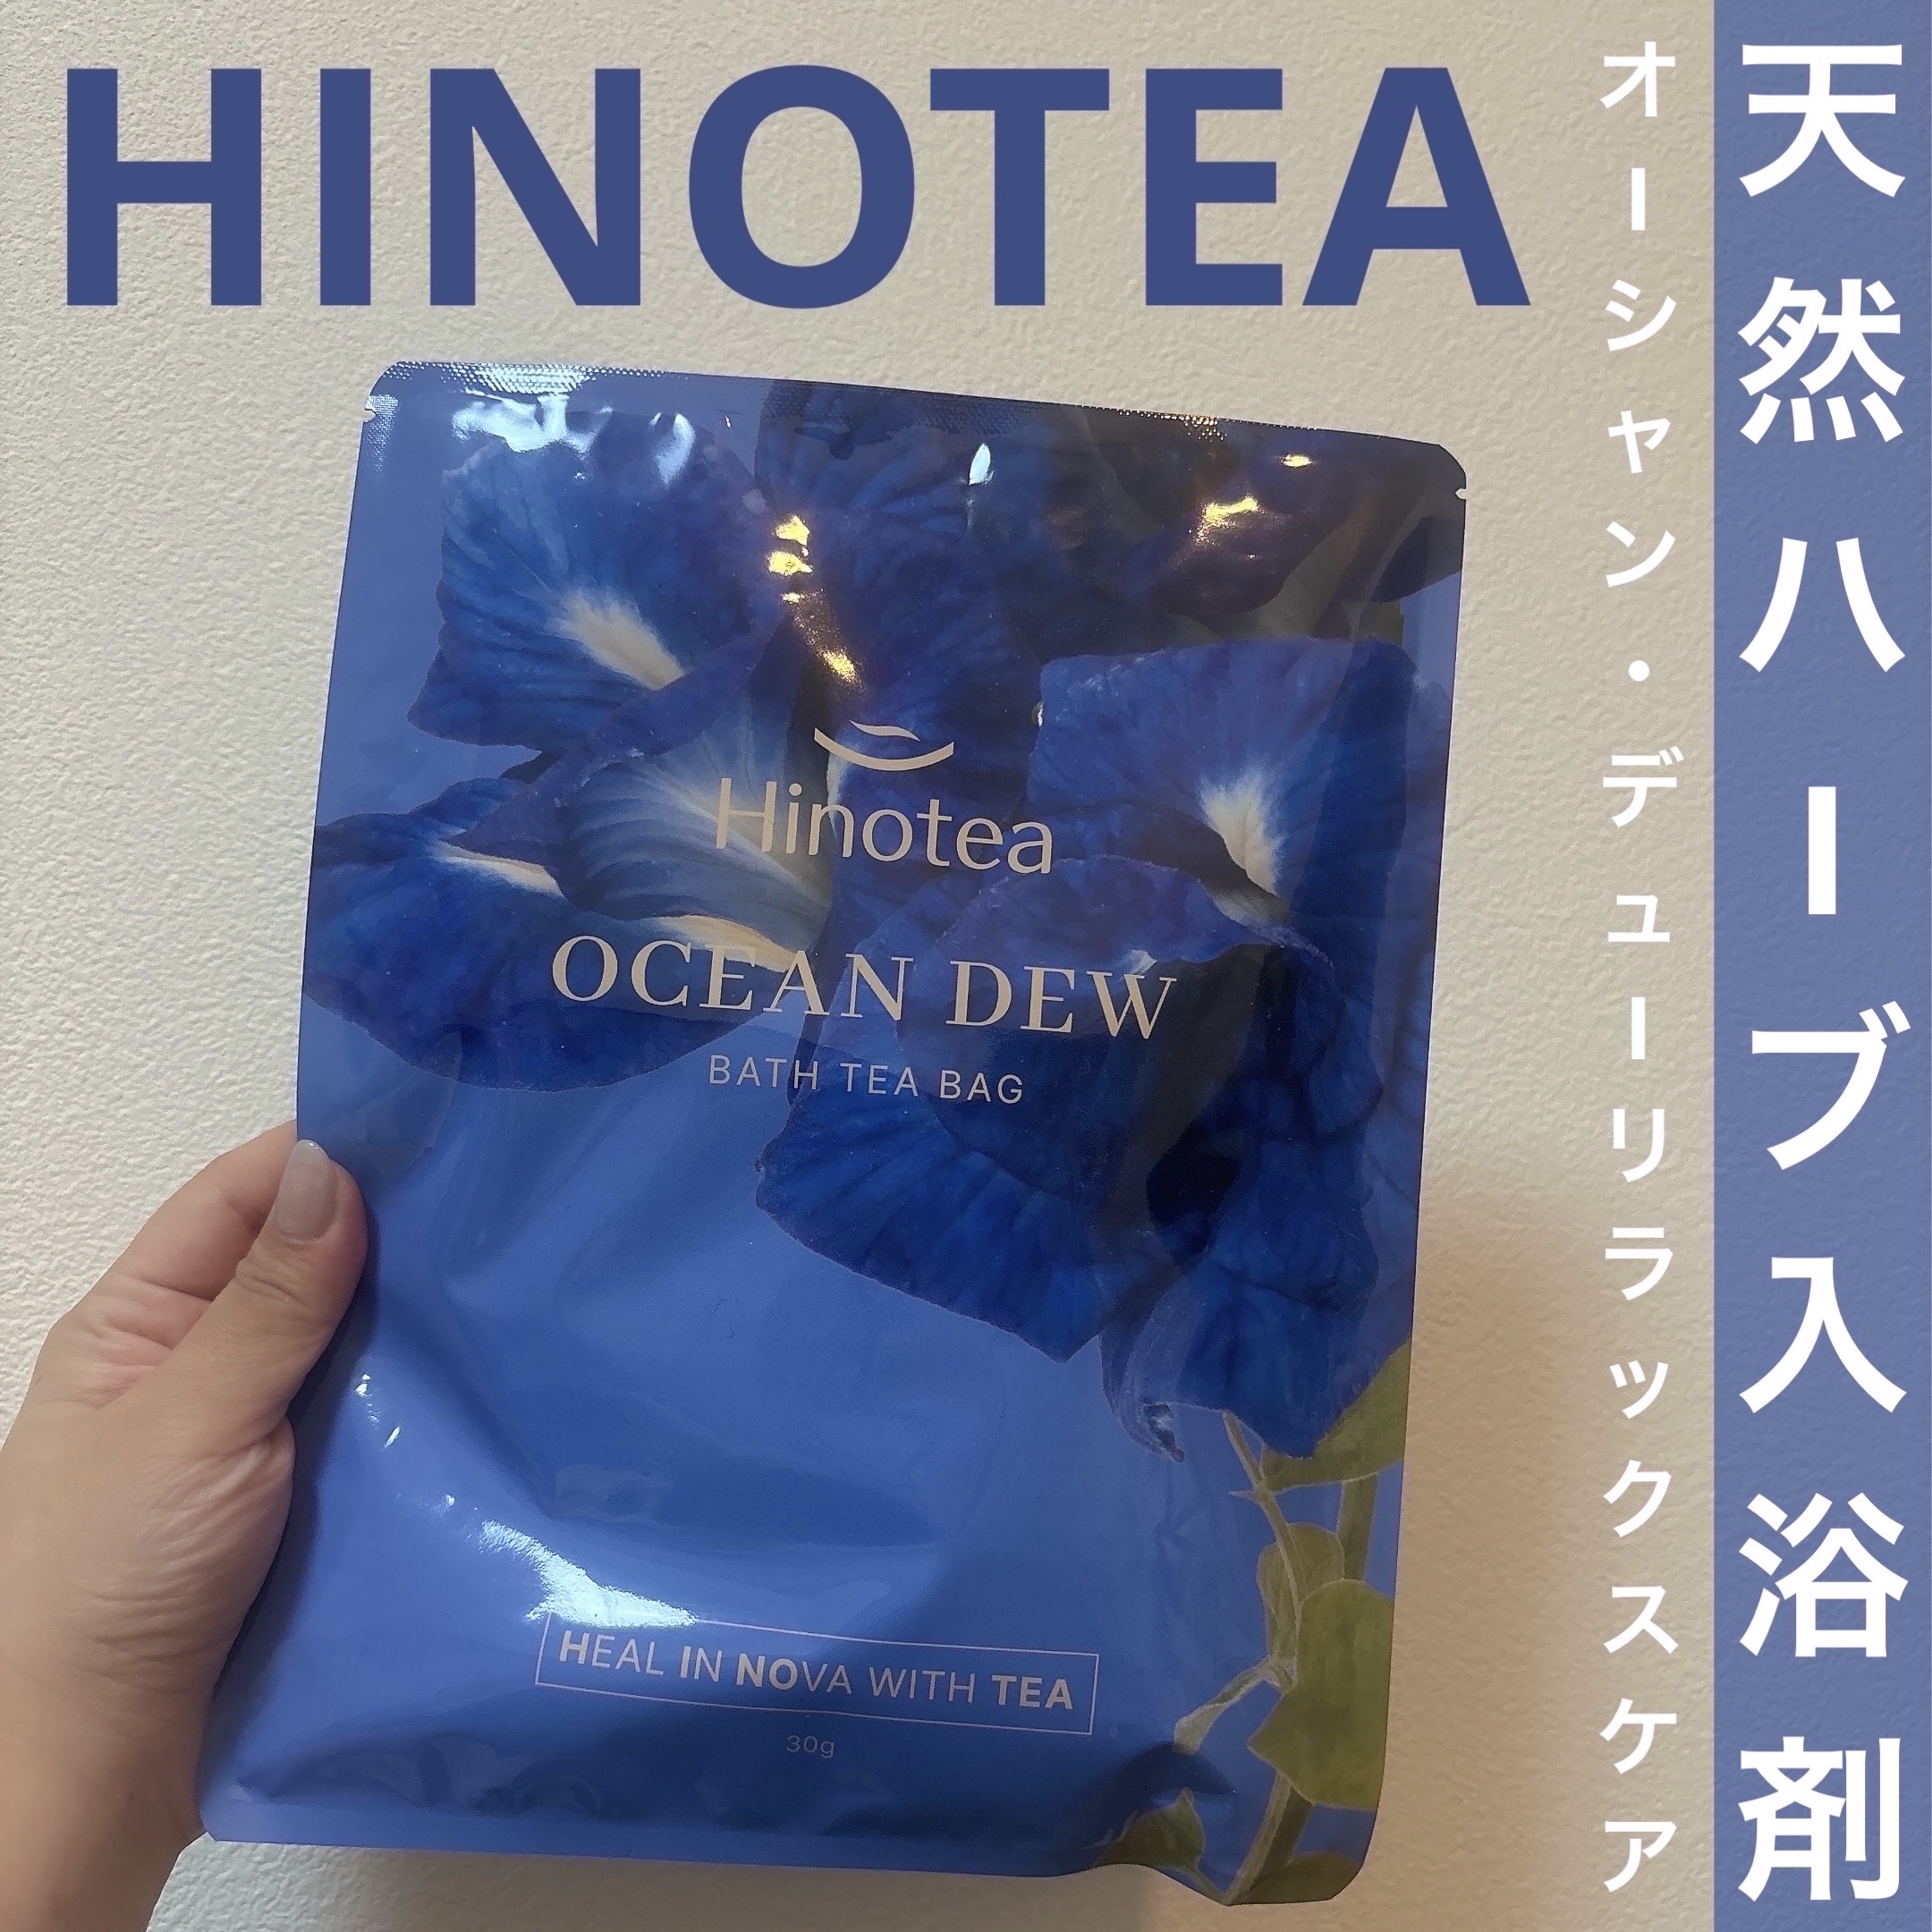 HINOTEA
天然ハーブ入浴剤
オーシャン・デューリラックスケア
Hinotea
OCEAN DEW
BATH TEA BAG
HEAL IN NOVA WITH TEA
30g